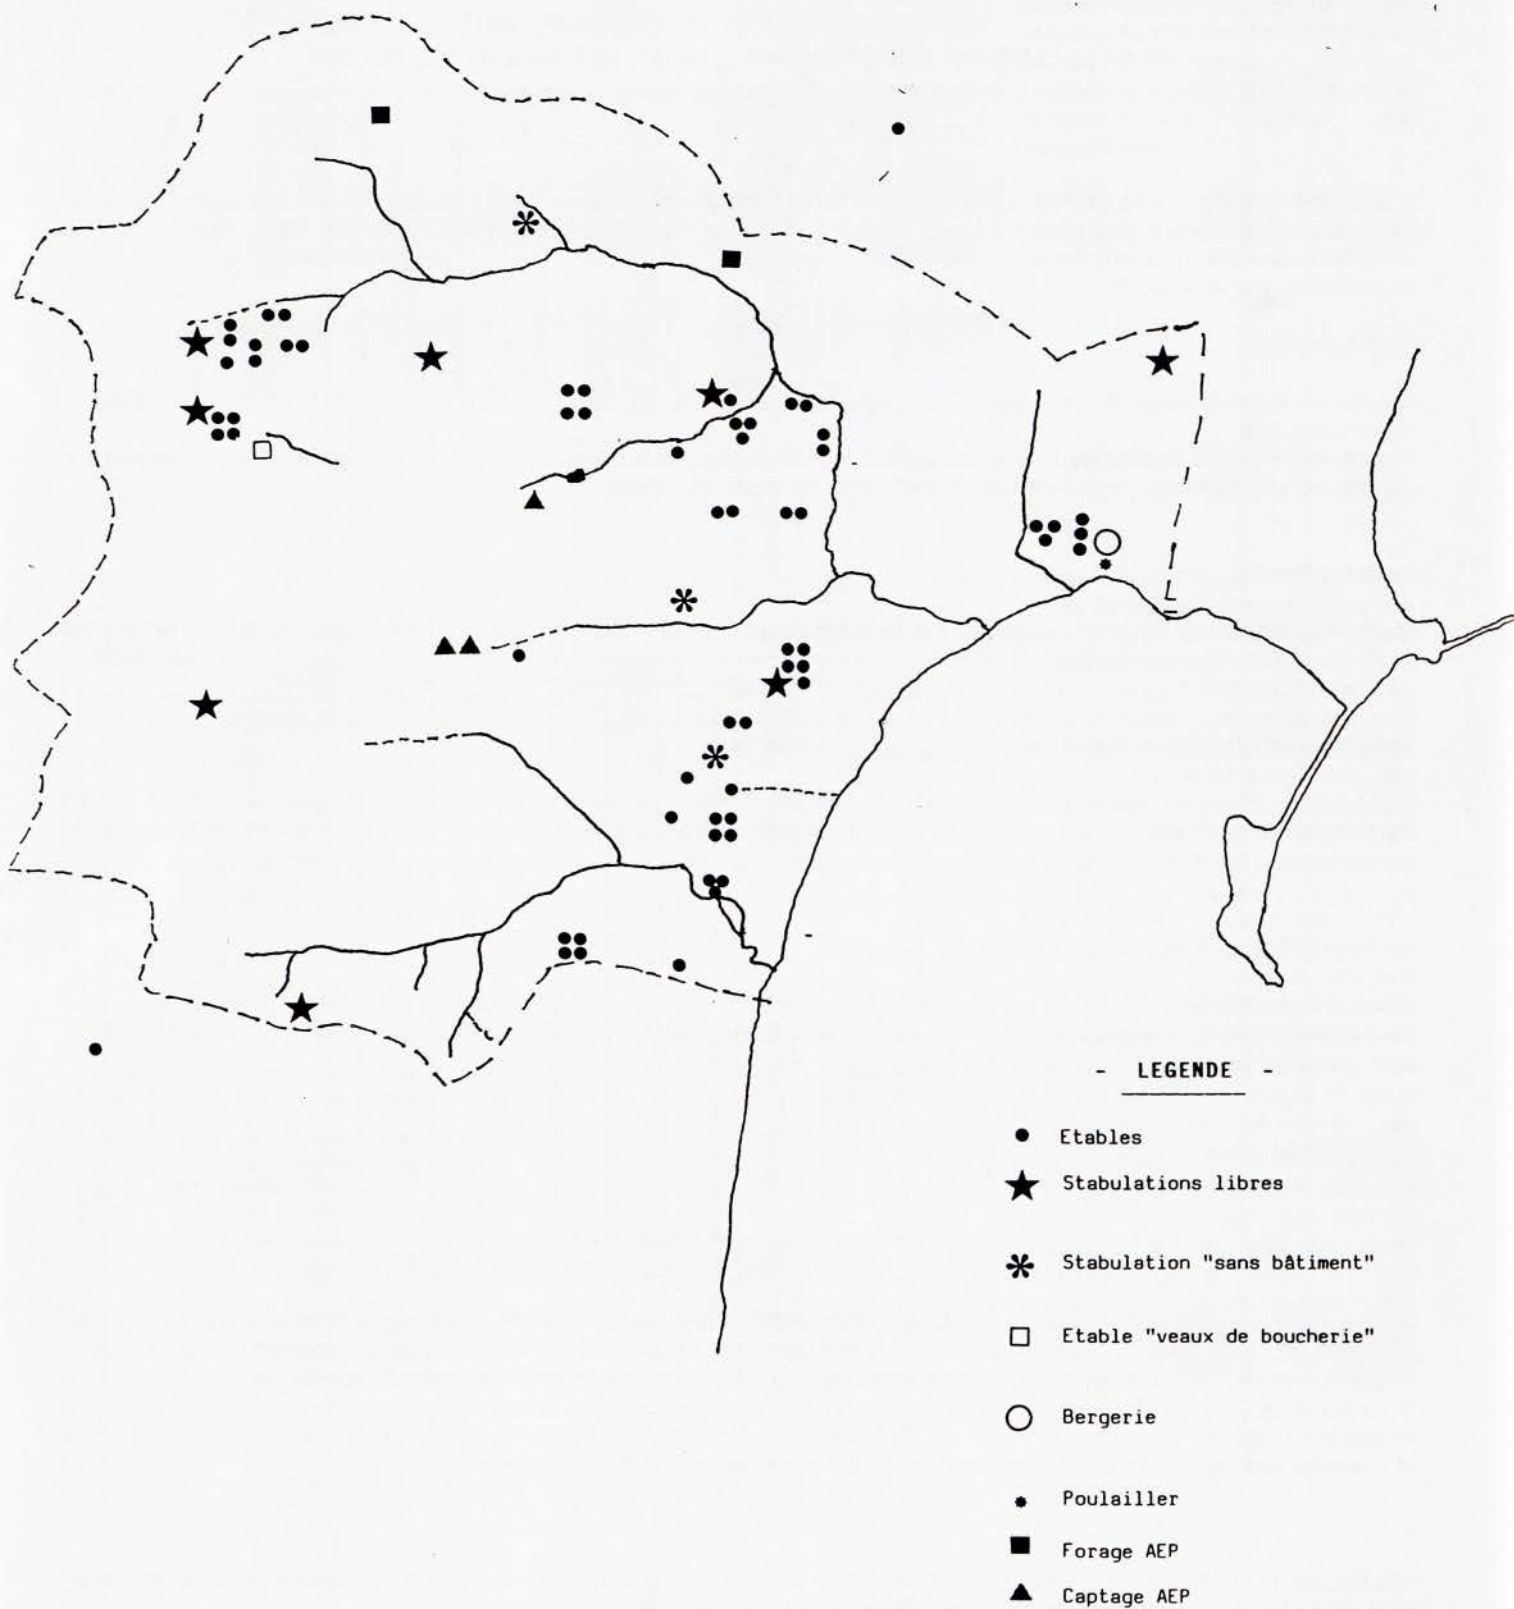 - LEGENDE -
Etables
Stabulations libres
Stabulation "sans bâtiment"
Etable "veaux de boucherie"
Bergerie
Poulailler
Forage AEP
Captage AEP